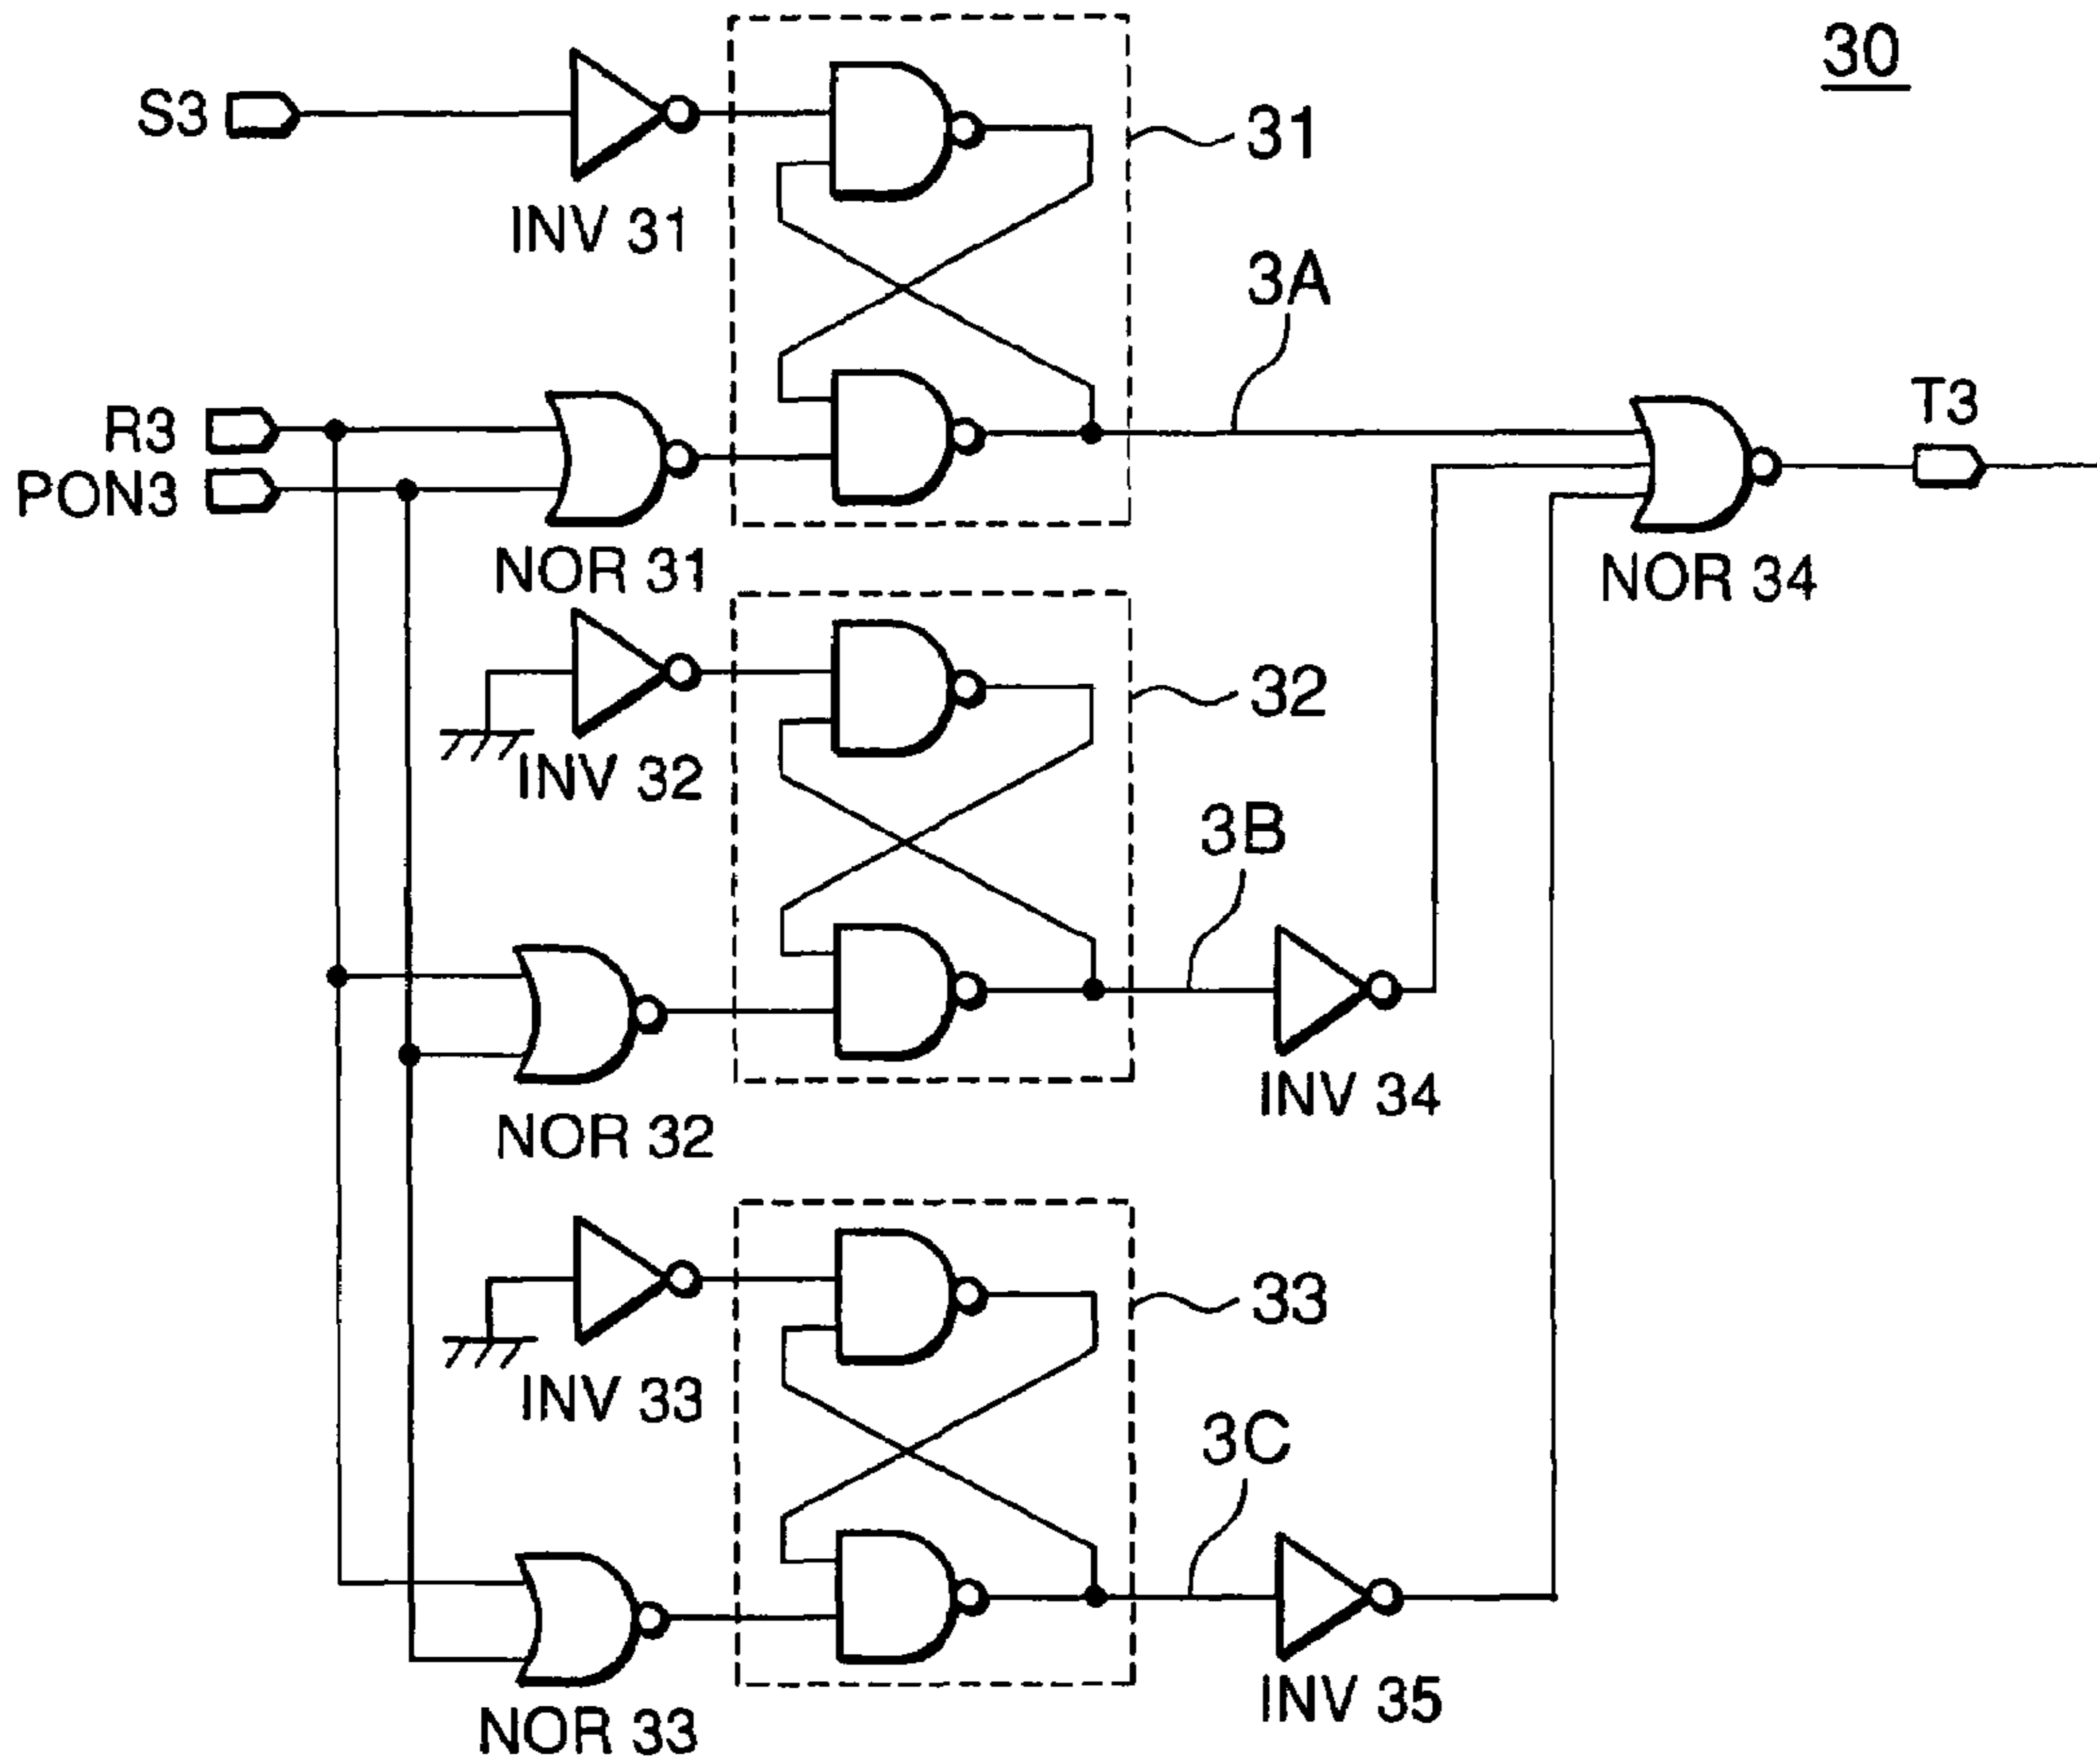 30
S3
31
INV 31
3A
R3
T3
PON3
NOR 31
NOR 34
32
INV 32
3B
INV 34
NOR 32
33
INV 33
3C
INV 35
NOR 33